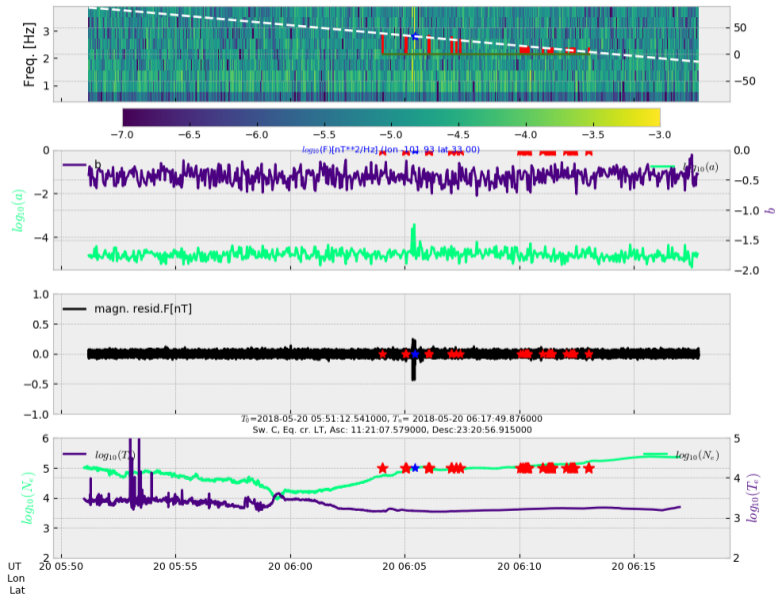 Freq. [Hz]
3
2
1
50
0
−50
−7.0 −6.5 −6.0 −5.5 −5.0 −4.5 −4.0 −3.5 −3.0
log₁₀(F)[nT**2/Hz] (lon -101.93 lat 33.00)
log₁₀(a)
0
−2
−4
b
log₁₀(a)
0.0
−0.5
−1.0
−1.5
−2.0
b
1.0
0.5
0.0
−0.5
−1.0
magn. resid.F[nT]
T₀=2018-05-20 05:51:12.541000, Tₙ= 2018-05-20 06:17:49.876000
Sw. C, Eq. cr. LT, Asc: 11:21:07.579000, Desc:23:20:56.915000
log₁₀(Nₑ)
6
5
4
3
2
log₁₀(Nₑ)
5
4
3
2
log₁₀(Tₑ)
20 05:50 20 05:55 20 06:00 20 06:05 20 06:10 20 06:15
UT
Lon
Lat